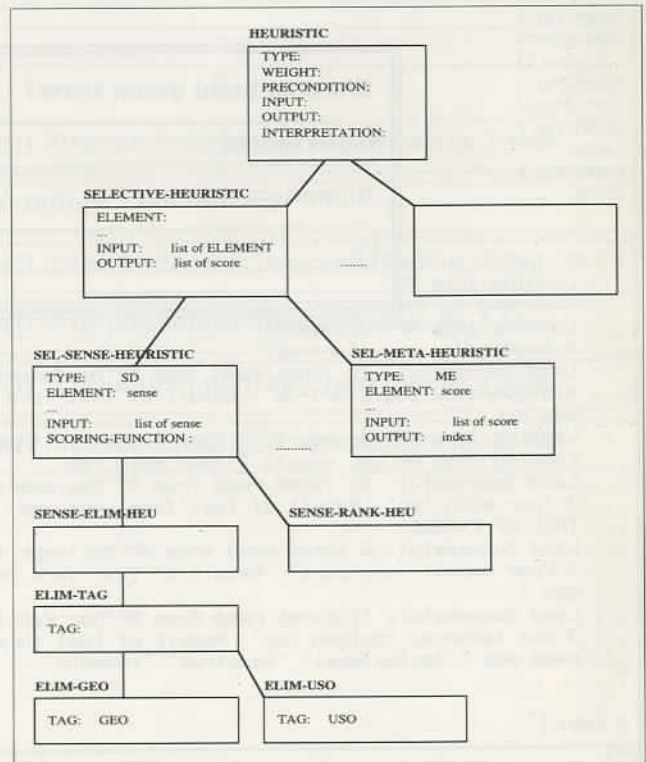 HEURISTIC
TYPE:
WEIGHT:
PRECONDITION:
INPUT:
OUTPUT:
INTERPRETATION:
SELECTIVE-HEURISTIC
ELEMENT:
...
INPUT: list of ELEMENT
OUTPUT: list of score
..........
SEL-SENSE-HEURISTIC
TYPE: SD
ELEMENT: sense
...
INPUT: list of sense
SCORING-FUNCTION :
..........
SEL-META-HEURISTIC
TYPE: ME
ELEMENT: score
...
INPUT: list of score
OUTPUT: index
SENSE-ELIM-HEU
SENSE-RANK-HEU
ELIM-TAG
TAG:
ELIM-GEO
TAG: GEO
ELIM-USO
TAG: USO